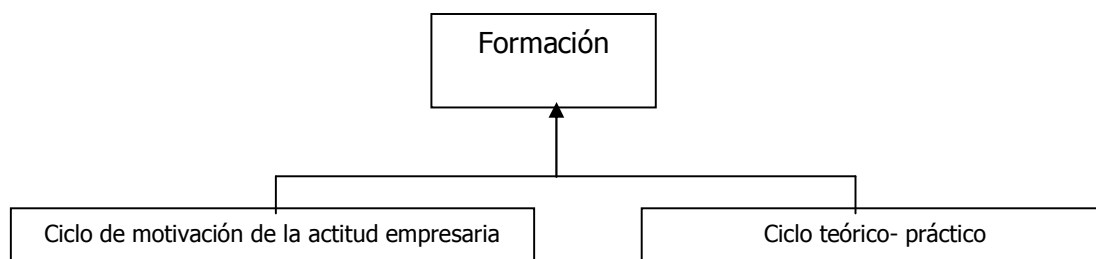 Formación
Ciclo de motivación de la actitud empresaria
Ciclo teórico- práctico